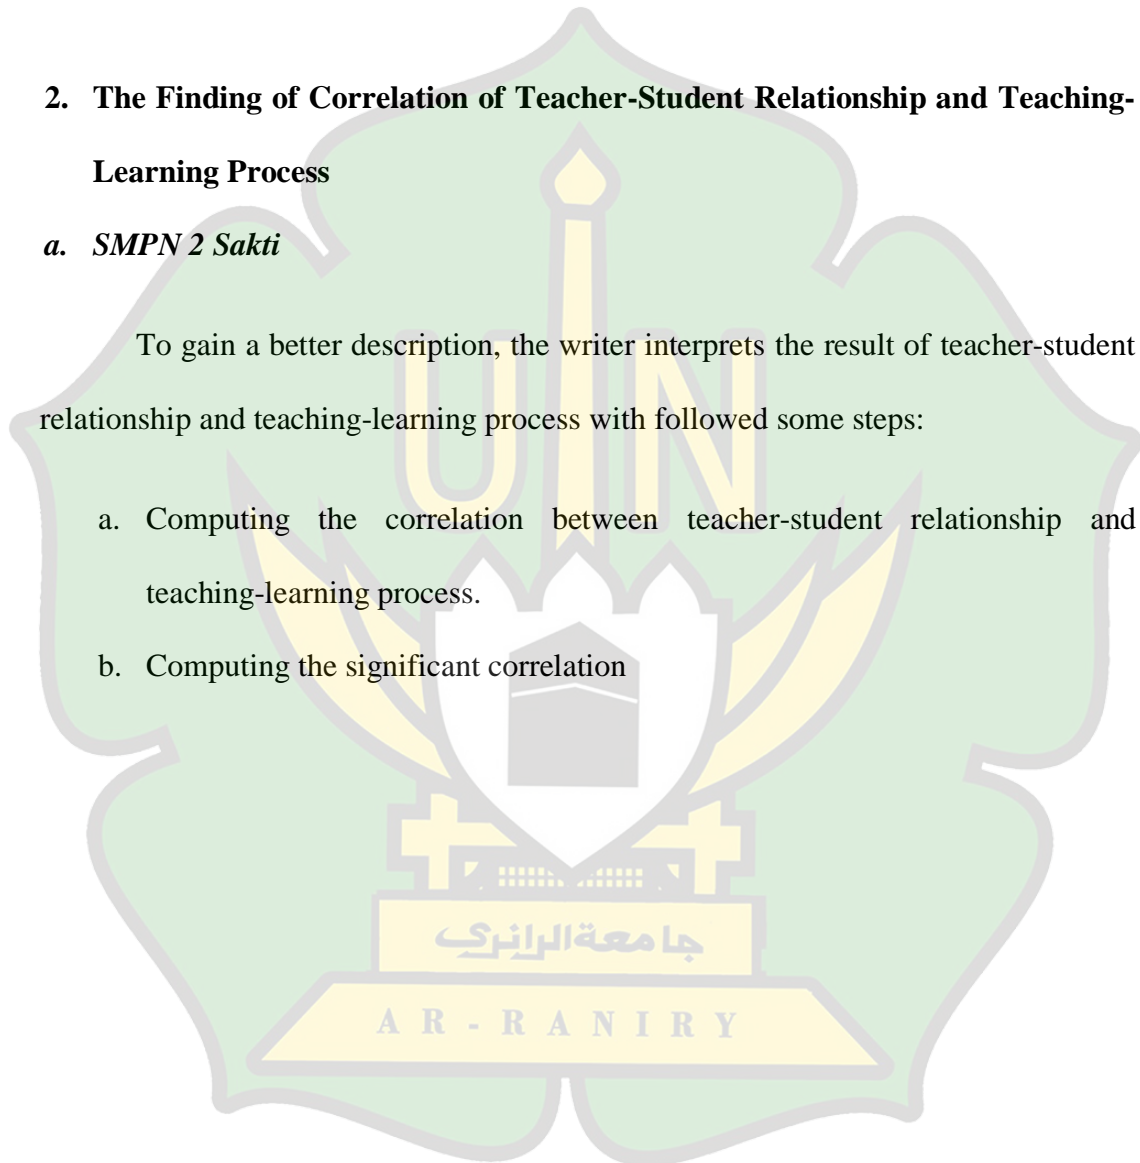 2. The Finding of Correlation of Teacher-Student Relationship and Teaching-
Learning Process
a. SMPN 2 Sakti
To gain a better description, the writer interprets the result of teacher-student
relationship and teaching-learning process with followed some steps:
a. Computing the correlation between teacher-student relationship and
teaching-learning process.
b. Computing the significant correlation
UIN
جامعةالرانري
AR-RANIRY